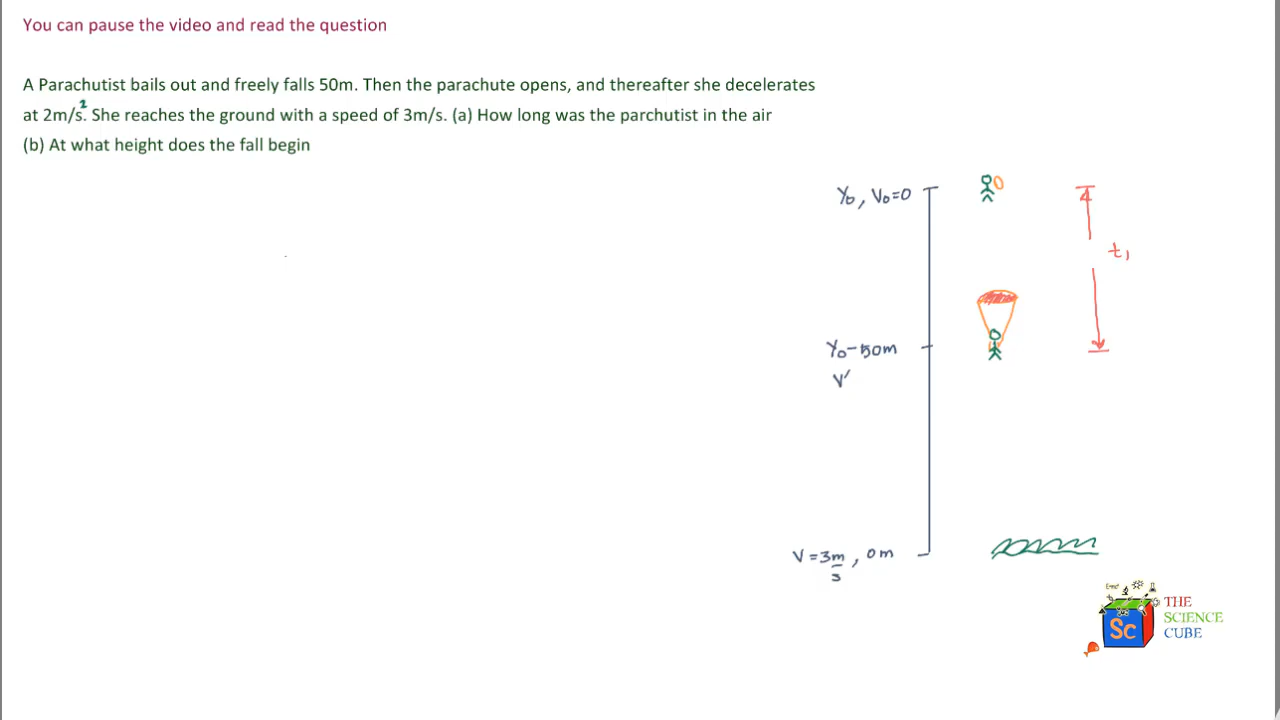 You can pause the video and read the question
A Parachutist bails out and freely falls 50m. Then the parachute opens, and thereafter she decelerates
at 2m/s². She reaches the ground with a speed of 3m/s. (a) How long was the parchutist in the air
(b) At what height does the fall begin
Y₀, V₀=0
t₁
Y₀-50m
V'
V=3m/s, 0m
Sc
THE
SCIENCE
CUBE